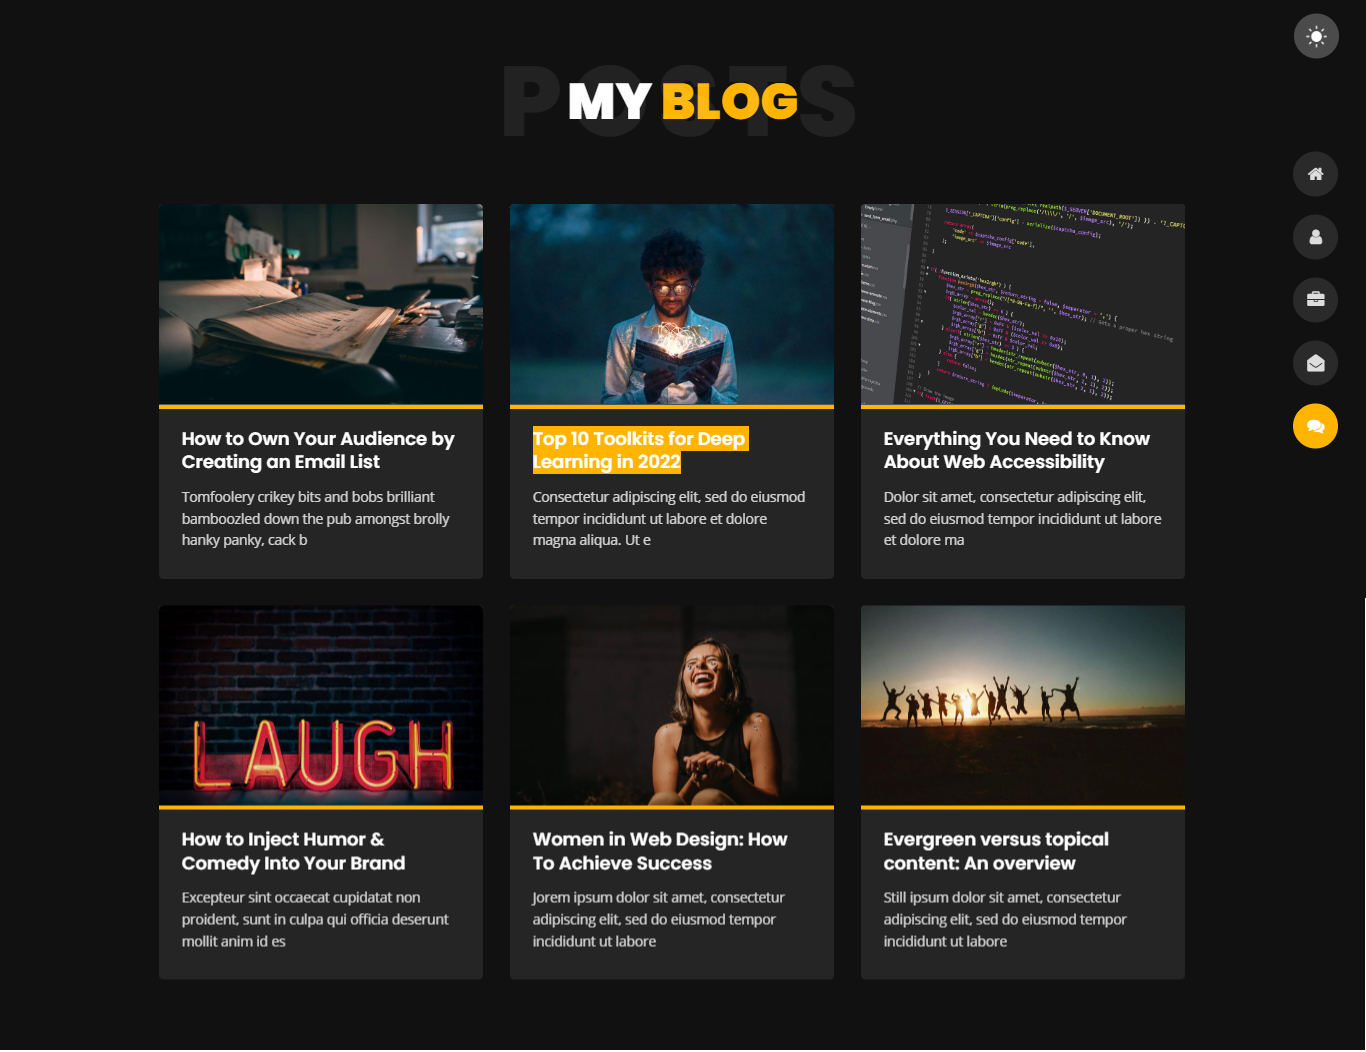 POSTS
MY BLOG
How to Own Your Audience by
Creating an Email List
Tomfoolery crikey bits and bobs brilliant
bamboozled down the pub amongst brolly
hanky panky, cack b
Top 10 Toolkits for Deep
Learning in 2022
Consectetur adipiscing elit, sed do eiusmod
tempor incididunt ut labore et dolore
magna aliqua. Ut e
Everything You Need to Know
About Web Accessibility
Dolor sit amet, consectetur adipiscing elit,
sed do eiusmod tempor incididunt ut labore
et dolore ma
LAUGH
How to Inject Humor &
Comedy Into Your Brand
Excepteur sint occaecat cupidatat non
proident, sunt in culpa qui officia deserunt
mollit anim id es
Women in Web Design: How
To Achieve Success
Jorem ipsum dolor sit amet, consectetur
adipiscing elit, sed do eiusmod tempor
incididunt ut labore
Evergreen versus topical
content: An overview
Still ipsum dolor sit amet, consectetur
adipiscing elit, sed do eiusmod tempor
incididunt ut labore